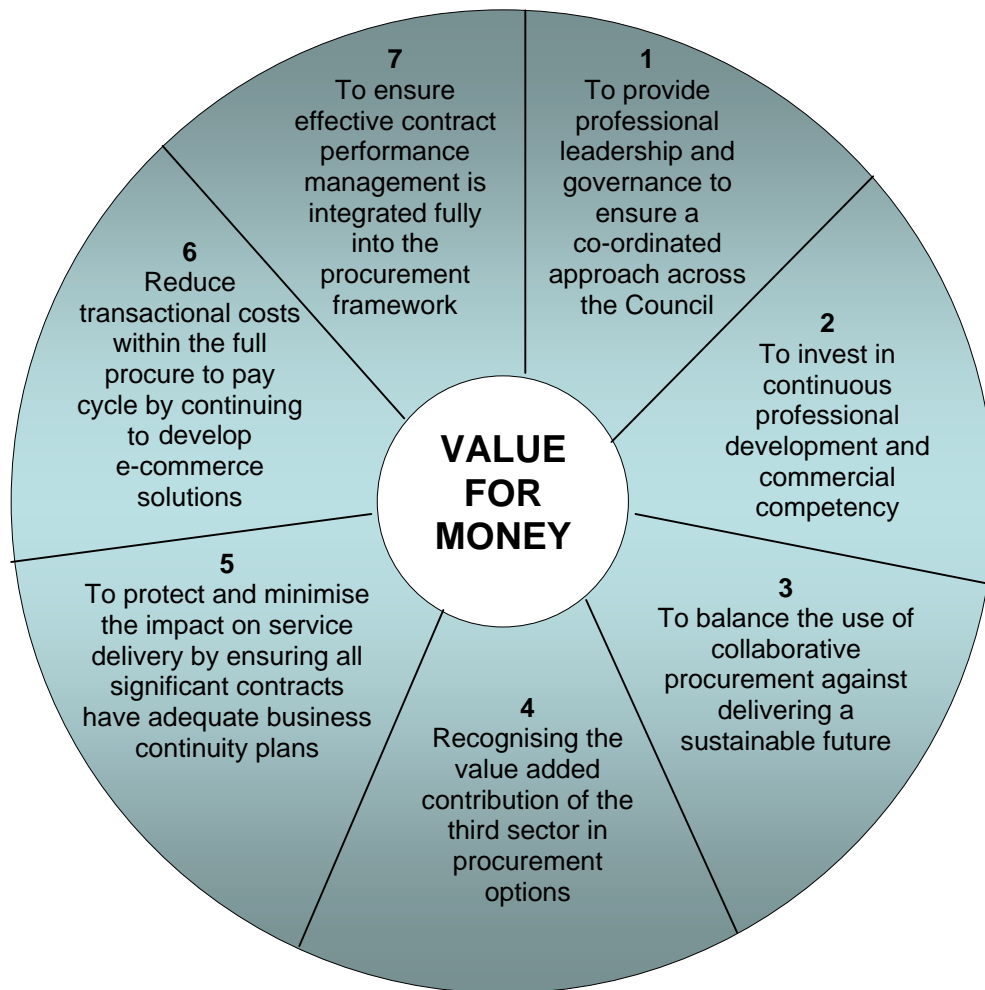 1
To provide
professional
leadership and
governance to
ensure a
co-ordinated
approach across
the Council
2
To invest in
continuous
professional
development and
commercial
competency
3
To balance the use of
collaborative
procurement against
delivering a
sustainable future
4
Recognising the
value added
contribution of the
third sector in
procurement
options
5
To protect and minimise
the impact on service
delivery by ensuring all
significant contracts
have adequate business
continuity plans
6
Reduce
transactional costs
within the full
procure to pay
cycle by continuing
to develop
e-commerce
solutions
7
To ensure
effective contract
performance
management is
integrated fully
into the
procurement
framework
VALUE
FOR
MONEY